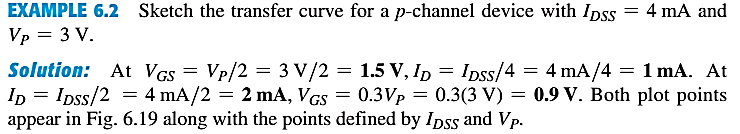 EXAMPLE 6.2 Sketch the transfer curve for a p-channel device with IDSS = 4 mA and
VP = 3 V.
Solution: At VGS = VP/2 = 3 V/2 = 1.5 V, ID = IDSS/4 = 4 mA/4 = 1 mA. At
ID = IDSS/2 = 4 mA/2 = 2 mA, VGS = 0.3VP = 0.3(3 V) = 0.9 V. Both plot points
appear in Fig. 6.19 along with the points defined by IDSS and VP.